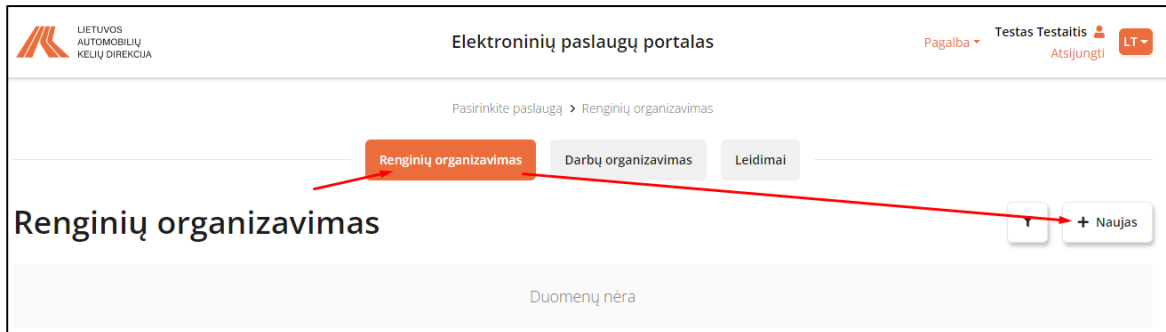 LIETUVOS
AUTOMOBILIŲ
KELIŲ DIREKCIJA
Elektroninių paslaugų portalas
Pagalba
Testas Testaitis
Atsijungti
LT
Pasirinkite paslaugą > Renginių organizavimas
Renginių organizavimas
Darbų organizavimas
Leidimai
Renginių organizavimas
+ Naujas
Duomenų nėra